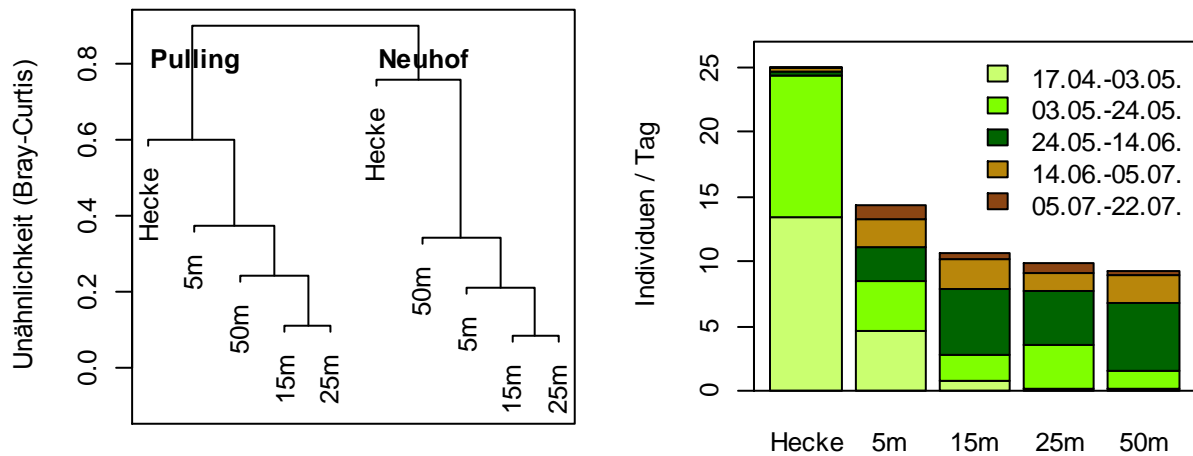 Unähnlichkeit (Bray-Curtis)
0.8
0.6
0.4
0.2
0.0
Pulling
Neuhof
Hecke
5m
50m
15m
25m
Hecke
50m
5m
15m
25m
Individuen / Tag
25
20
15
10
5
0
17.04.-03.05.
03.05.-24.05.
24.05.-14.06.
14.06.-05.07.
05.07.-22.07.
Hecke 5m 15m 25m 50m